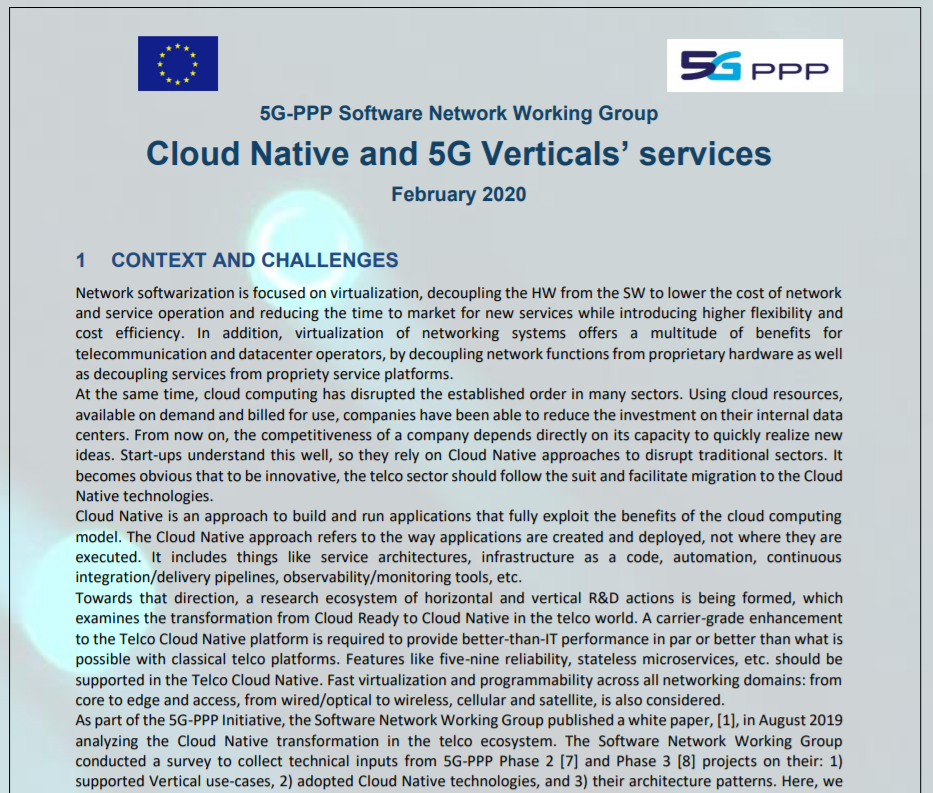 5G PPP
5G-PPP Software Network Working Group
Cloud Native and 5G Verticals’ services
February 2020
1 CONTEXT AND CHALLENGES
Network softwarization is focused on virtualization, decoupling the HW from the SW to lower the cost of network
and service operation and reducing the time to market for new services while introducing higher flexibility and
cost efficiency. In addition, virtualization of networking systems offers a multitude of benefits for
telecommunication and datacenter operators, by decoupling network functions from proprietary hardware as well
as decoupling services from propriety service platforms.
At the same time, cloud computing has disrupted the established order in many sectors. Using cloud resources,
available on demand and billed for use, companies have been able to reduce the investment on their internal data
centers. From now on, the competitiveness of a company depends directly on its capacity to quickly realize new
ideas. Start-ups understand this well, so they rely on Cloud Native approaches to disrupt traditional sectors. It
becomes obvious that to be innovative, the telco sector should follow the suit and facilitate migration to the Cloud
Native technologies.
Cloud Native is an approach to build and run applications that fully exploit the benefits of the cloud computing
model. The Cloud Native approach refers to the way applications are created and deployed, not where they are
executed. It includes things like service architectures, infrastructure as a code, automation, continuous
integration/delivery pipelines, observability/monitoring tools, etc.
Towards that direction, a research ecosystem of horizontal and vertical R&D actions is being formed, which
examines the transformation from Cloud Ready to Cloud Native in the telco world. A carrier-grade enhancement
to the Telco Cloud Native platform is required to provide better-than-IT performance in par or better than what is
possible with classical telco platforms. Features like five-nine reliability, stateless microservices, etc. should be
supported in the Telco Cloud Native. Fast virtualization and programmability across all networking domains: from
core to edge and access, from wired/optical to wireless, cellular and satellite, is also considered.
As part of the 5G-PPP Initiative, the Software Network Working Group published a white paper, [1], in August 2019
analyzing the Cloud Native transformation in the telco ecosystem. The Software Network Working Group
conducted a survey to collect technical inputs from 5G-PPP Phase 2 [7] and Phase 3 [8] projects on their: 1)
supported Vertical use-cases, 2) adopted Cloud Native technologies, and 3) their architecture patterns. Here, we